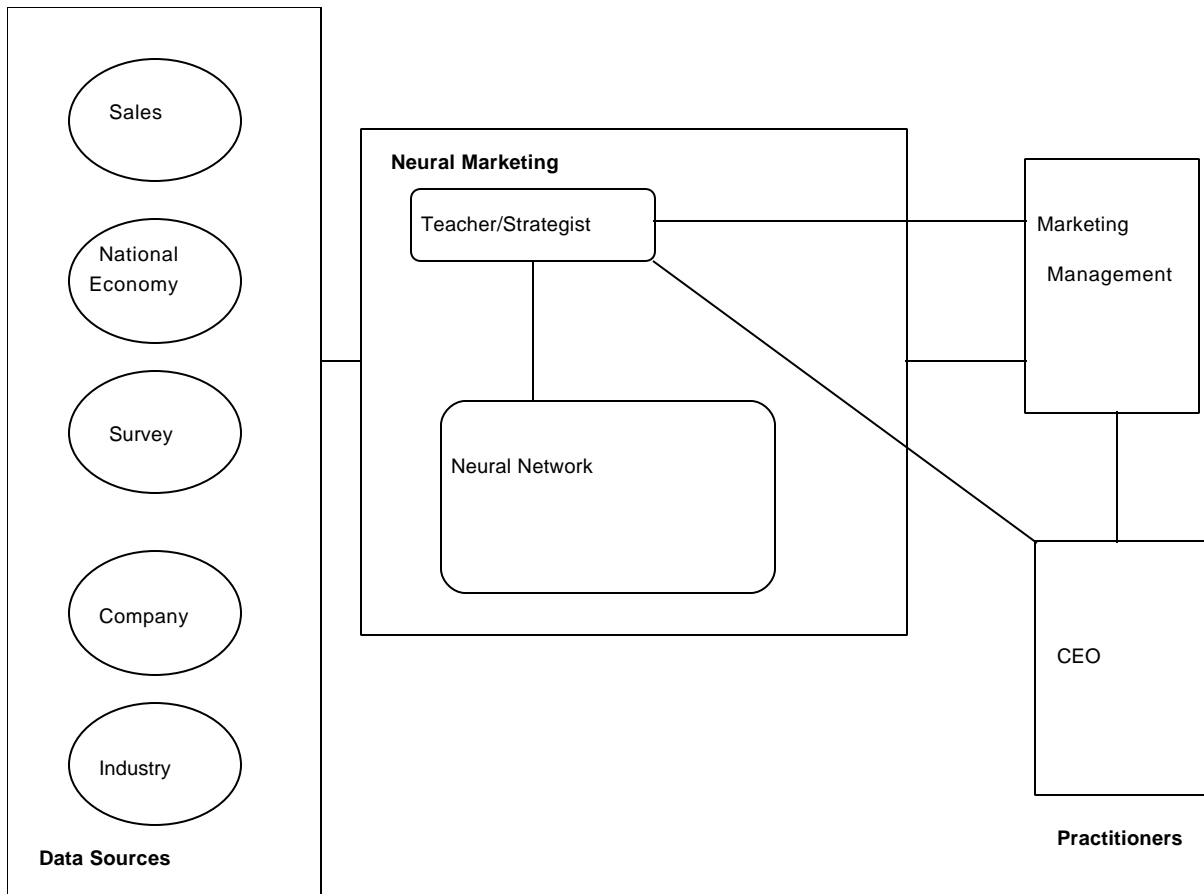 Sales
National
Economy
Survey
Company
Industry
Data Sources
Neural Marketing
Teacher/Strategist
Neural Network
Marketing
Management
CEO
Practitioners